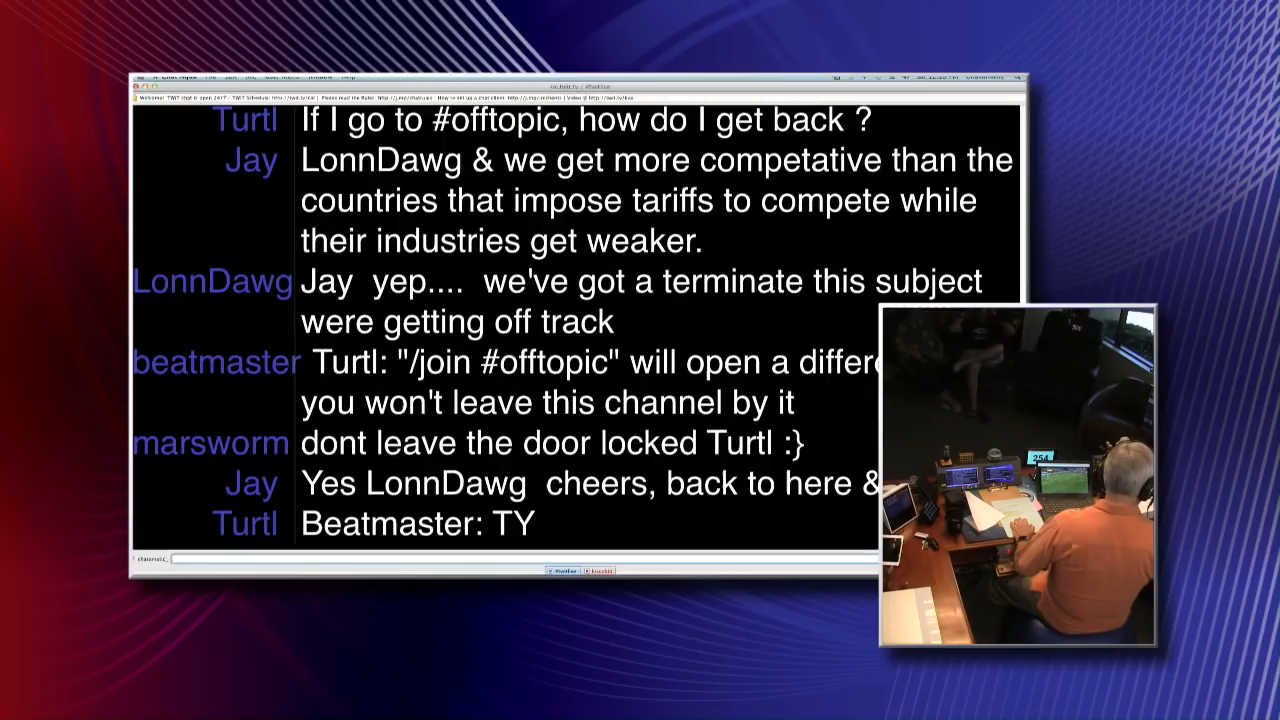 Turtl If I go to #offtopic, how do I get back ?
Jay LonnDawg & we get more competative than the
countries that impose tariffs to compete while
their industries get weaker.
LonnDawg Jay yep.... we've got a terminate this subject
were getting off track
beatmaster Turtl: "/join #offtopic" will open a differe
you won't leave this channel by it
marsworm dont leave the door locked Turtl :}
Jay Yes LonnDawg cheers, back to here &
Turtl Beatmaster: TY
254
#twitlive